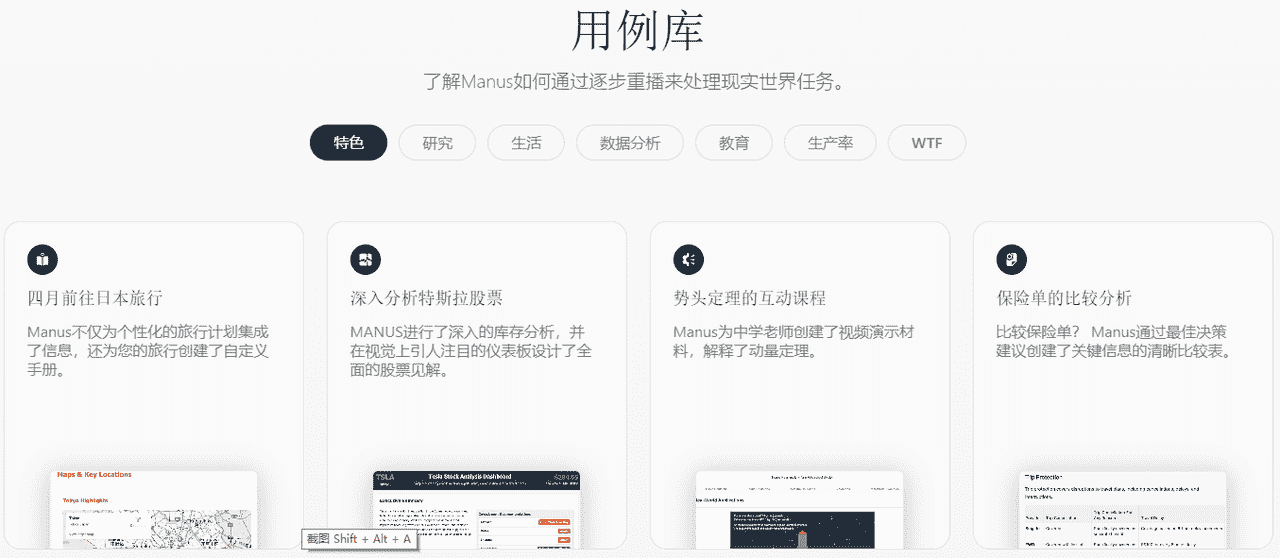 用例库
了解Manus如何通过逐步重播来处理现实世界任务。
特色
研究
生活
数据分析
教育
生产率
WTF
四月前往日本旅行
Manus不仅为个性化的旅行计划集成
了信息，还为您的旅行创建了自定义
手册。
Maps & Key Locations
Tokyo Highlights
深入分析特斯拉股票
MANUS进行了深入的库存分析，并
在视觉上引人注目的仪表板设计了全
面的股票见解。
TSLA
Tesla Stock Analysis Dashboard
势头定理的互动课程
Manus为中学老师创建了视频演示材
料，解释了动量定理。
保险单的比较分析
比较保险单？ Manus通过最佳决策
建议创建了关键信息的清晰比较表。
Trip Protection
截图 Shift + Alt + A